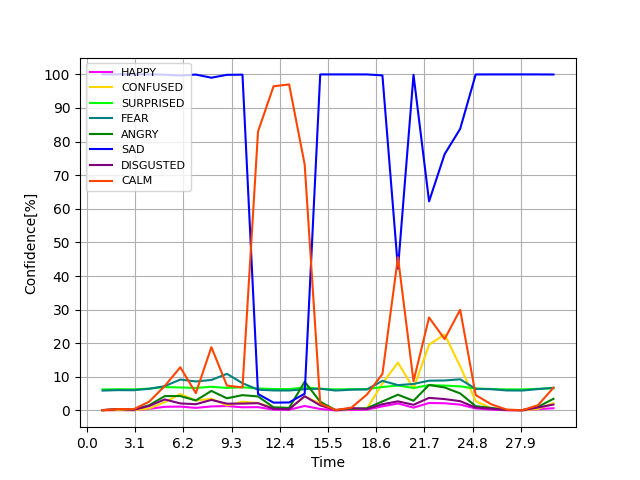 100
90
80
70
60
50
40
30
20
10
0
Confidence[%]
HAPPY
CONFUSED
SURPRISED
FEAR
ANGRY
SAD
DISGUSTED
CALM
0.0 3.1 6.2 9.3 12.4 15.5 18.6 21.7 24.8 27.9
Time